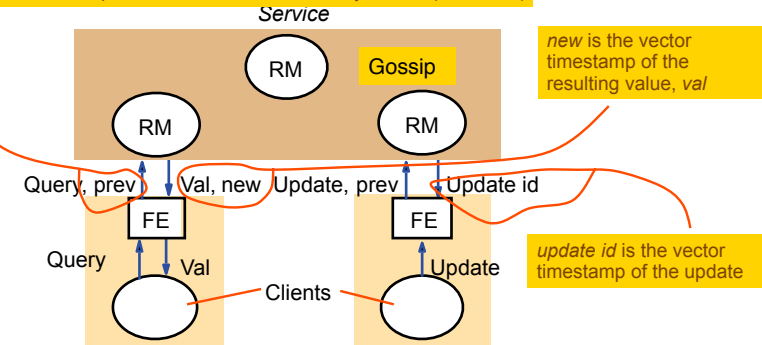 Service
RM
Gossip
new is the vector
timestamp of the
resulting value, val
RM
RM
Query, prev
Val, new
Update, prev
Update id
FE
FE
Query
Val
Update
Clients
update id is the vector
timestamp of the update